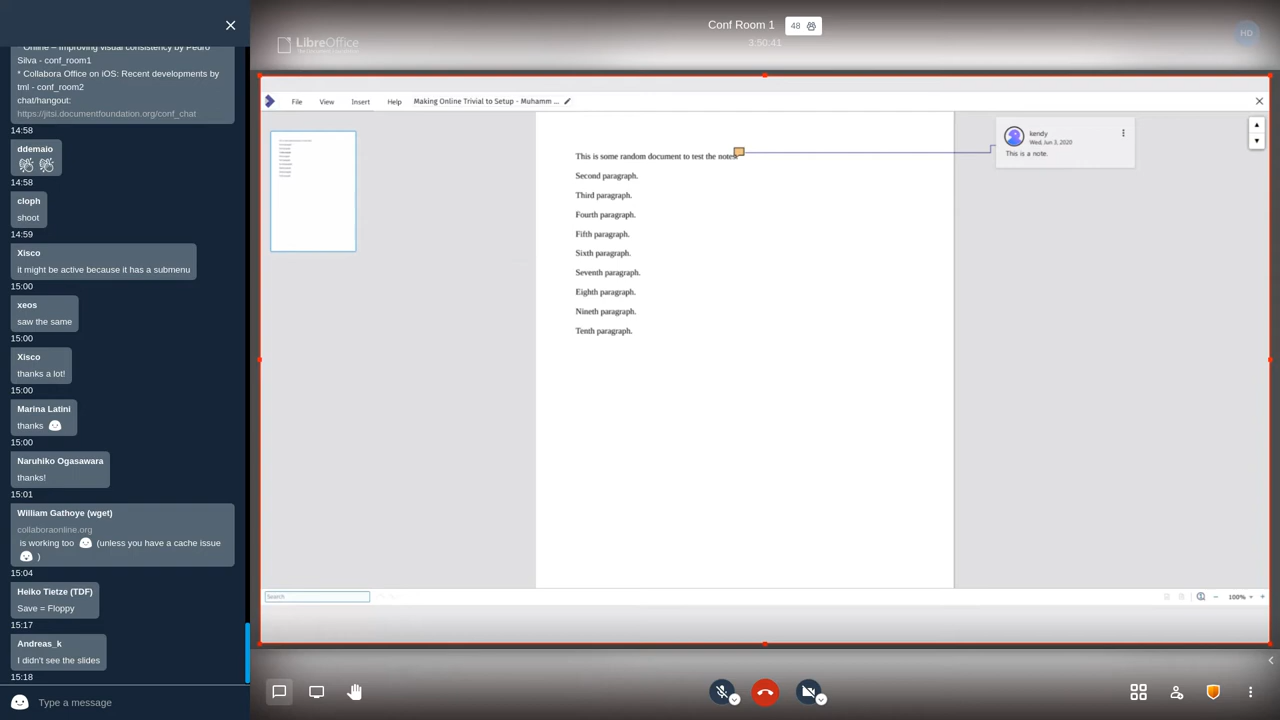 * Online – Improving visual consistency by Pedro
Silva - conf_room1
* Collabora Office on iOS: Recent developments by
tml - conf_room2
chat/hangout:
https://jitsi.documentfoundation.org/conf_chat
14:58
ddemaio
14:58
cloph
shoot
14:59
Xisco
it might be active because it has a submenu
15:00
xeos
saw the same
15:00
Xisco
thanks a lot!
15:00
Marina Latini
thanks
15:00
Naruhiko Ogasawara
thanks!
15:01
William Gathoye (wget)
collaboraonline.org
is working too (unless you have a cache issue
)
15:04
Heiko Tietze (TDF)
Save = Floppy
15:17
Andreas_k
I didn't see the slides
15:18
Type a message
Conf Room 1
48
3:50:41
HD
LibreOffice
File View Insert Help Making Online Trivial to Setup - Muhamm ...
This is some random document to test the notes.
Second paragraph.
Third paragraph.
Fourth paragraph.
Fifth paragraph.
Sixth paragraph.
Seventh paragraph.
Eighth paragraph.
Nineth paragraph.
Tenth paragraph.
kendy
Wed, Jun 3, 2020
This is a note.
Search
100%